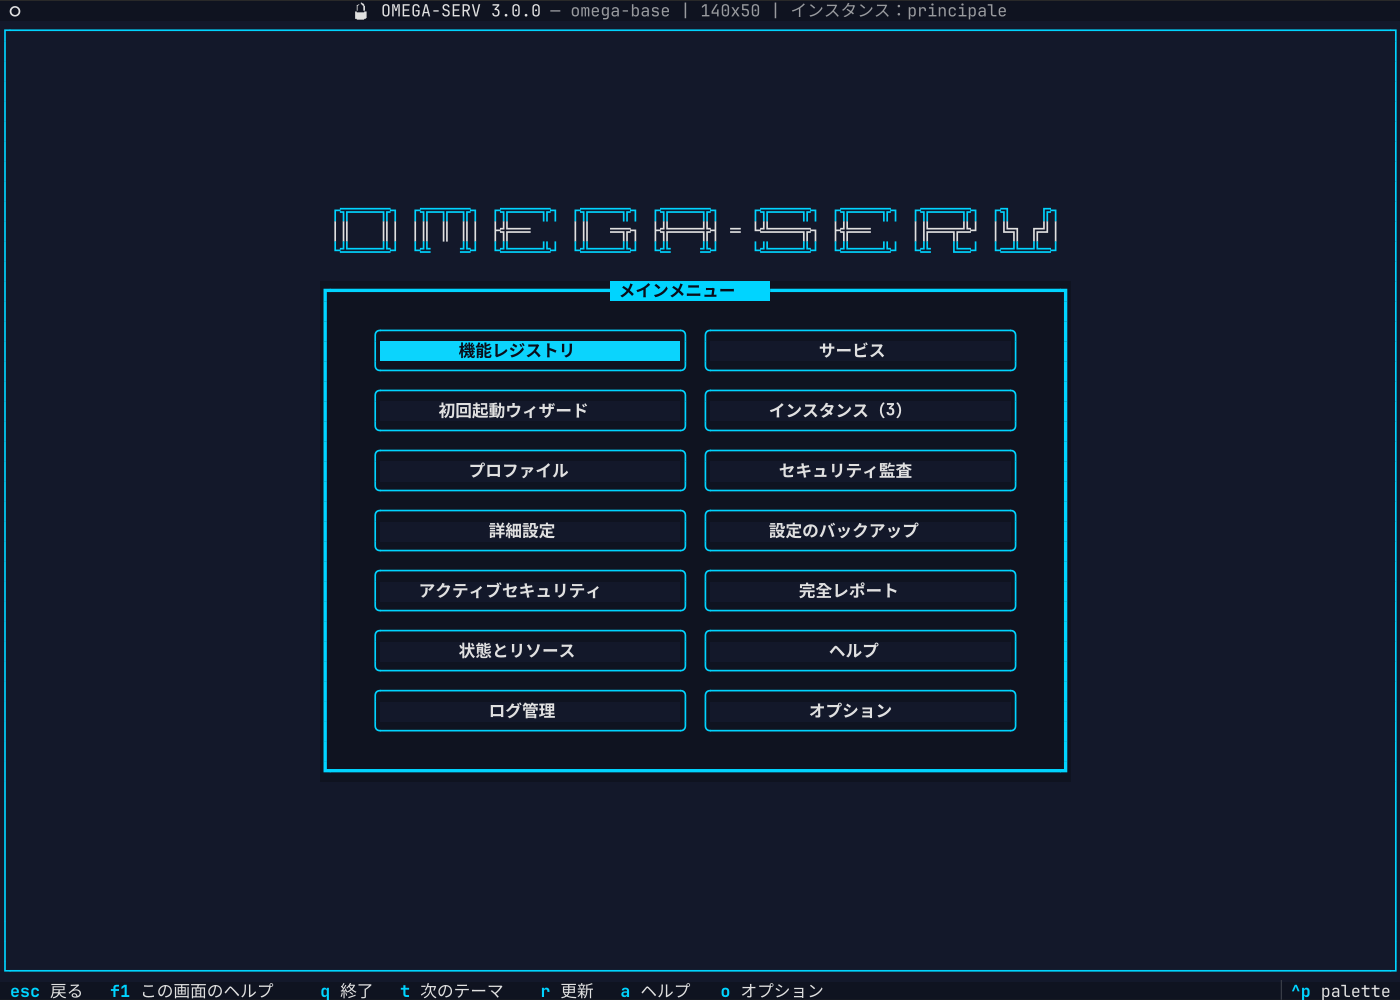 OMEGA-SERV 3.0.0 — omega-base | 140x50 | インスタンス：principale
OMEGA-SERV
メインメニュー
機能レジストリ サービス
初回起動ウィザード インスタンス (3)
プロファイル セキュリティ監査
詳細設定 設定のバックアップ
アクティブセキュリティ 完全レポート
状態とリソース ヘルプ
ログ管理 オプション
esc 戻る f1 この画面のヘルプ q 終了 t 次のテーマ r 更新 a ヘルプ o オプション ^p palette